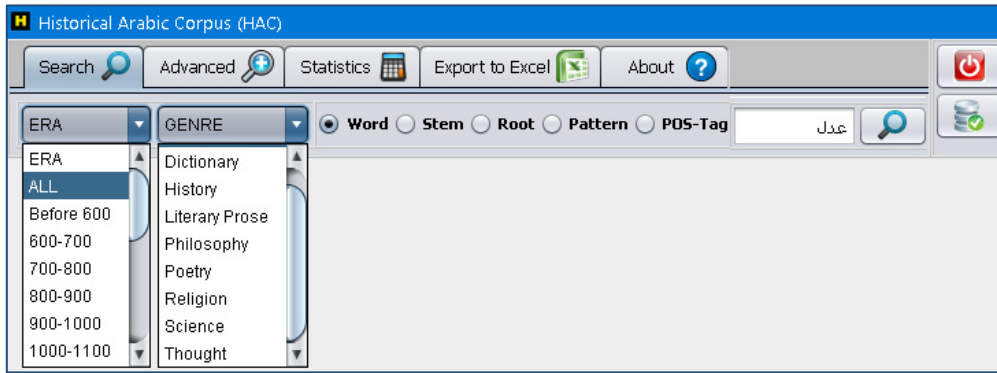 H Historical Arabic Corpus (HAC)
Search Advanced Statistics Export to Excel About ?
ERA GENRE Word Stem Root Pattern POS-Tag عدل
ERA
ALL
Before 600
600-700
700-800
800-900
900-1000
1000-1100
Dictionary
History
Literary Prose
Philosophy
Poetry
Religion
Science
Thought